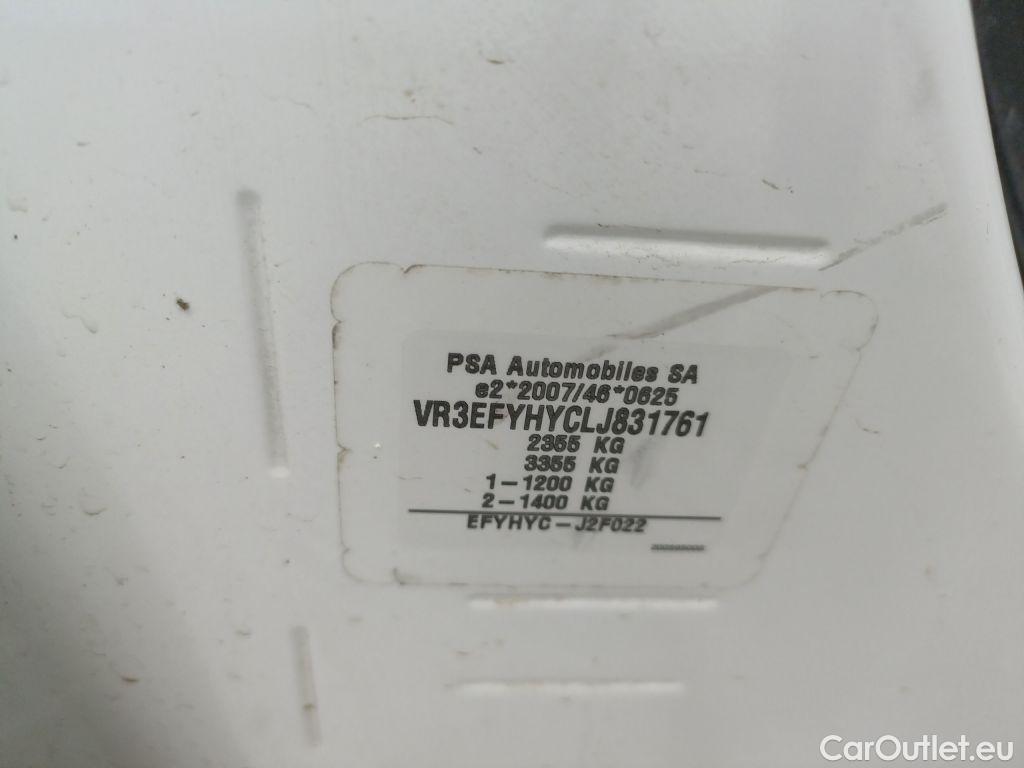 PSA Automobiles SA
e2*2007/46*0625
VR3EFYHYCLJ831761
2355 KG
3355 KG
1-1200 KG
2-1400 KG
EFYHYC-J2F022
CarOutlet.eu